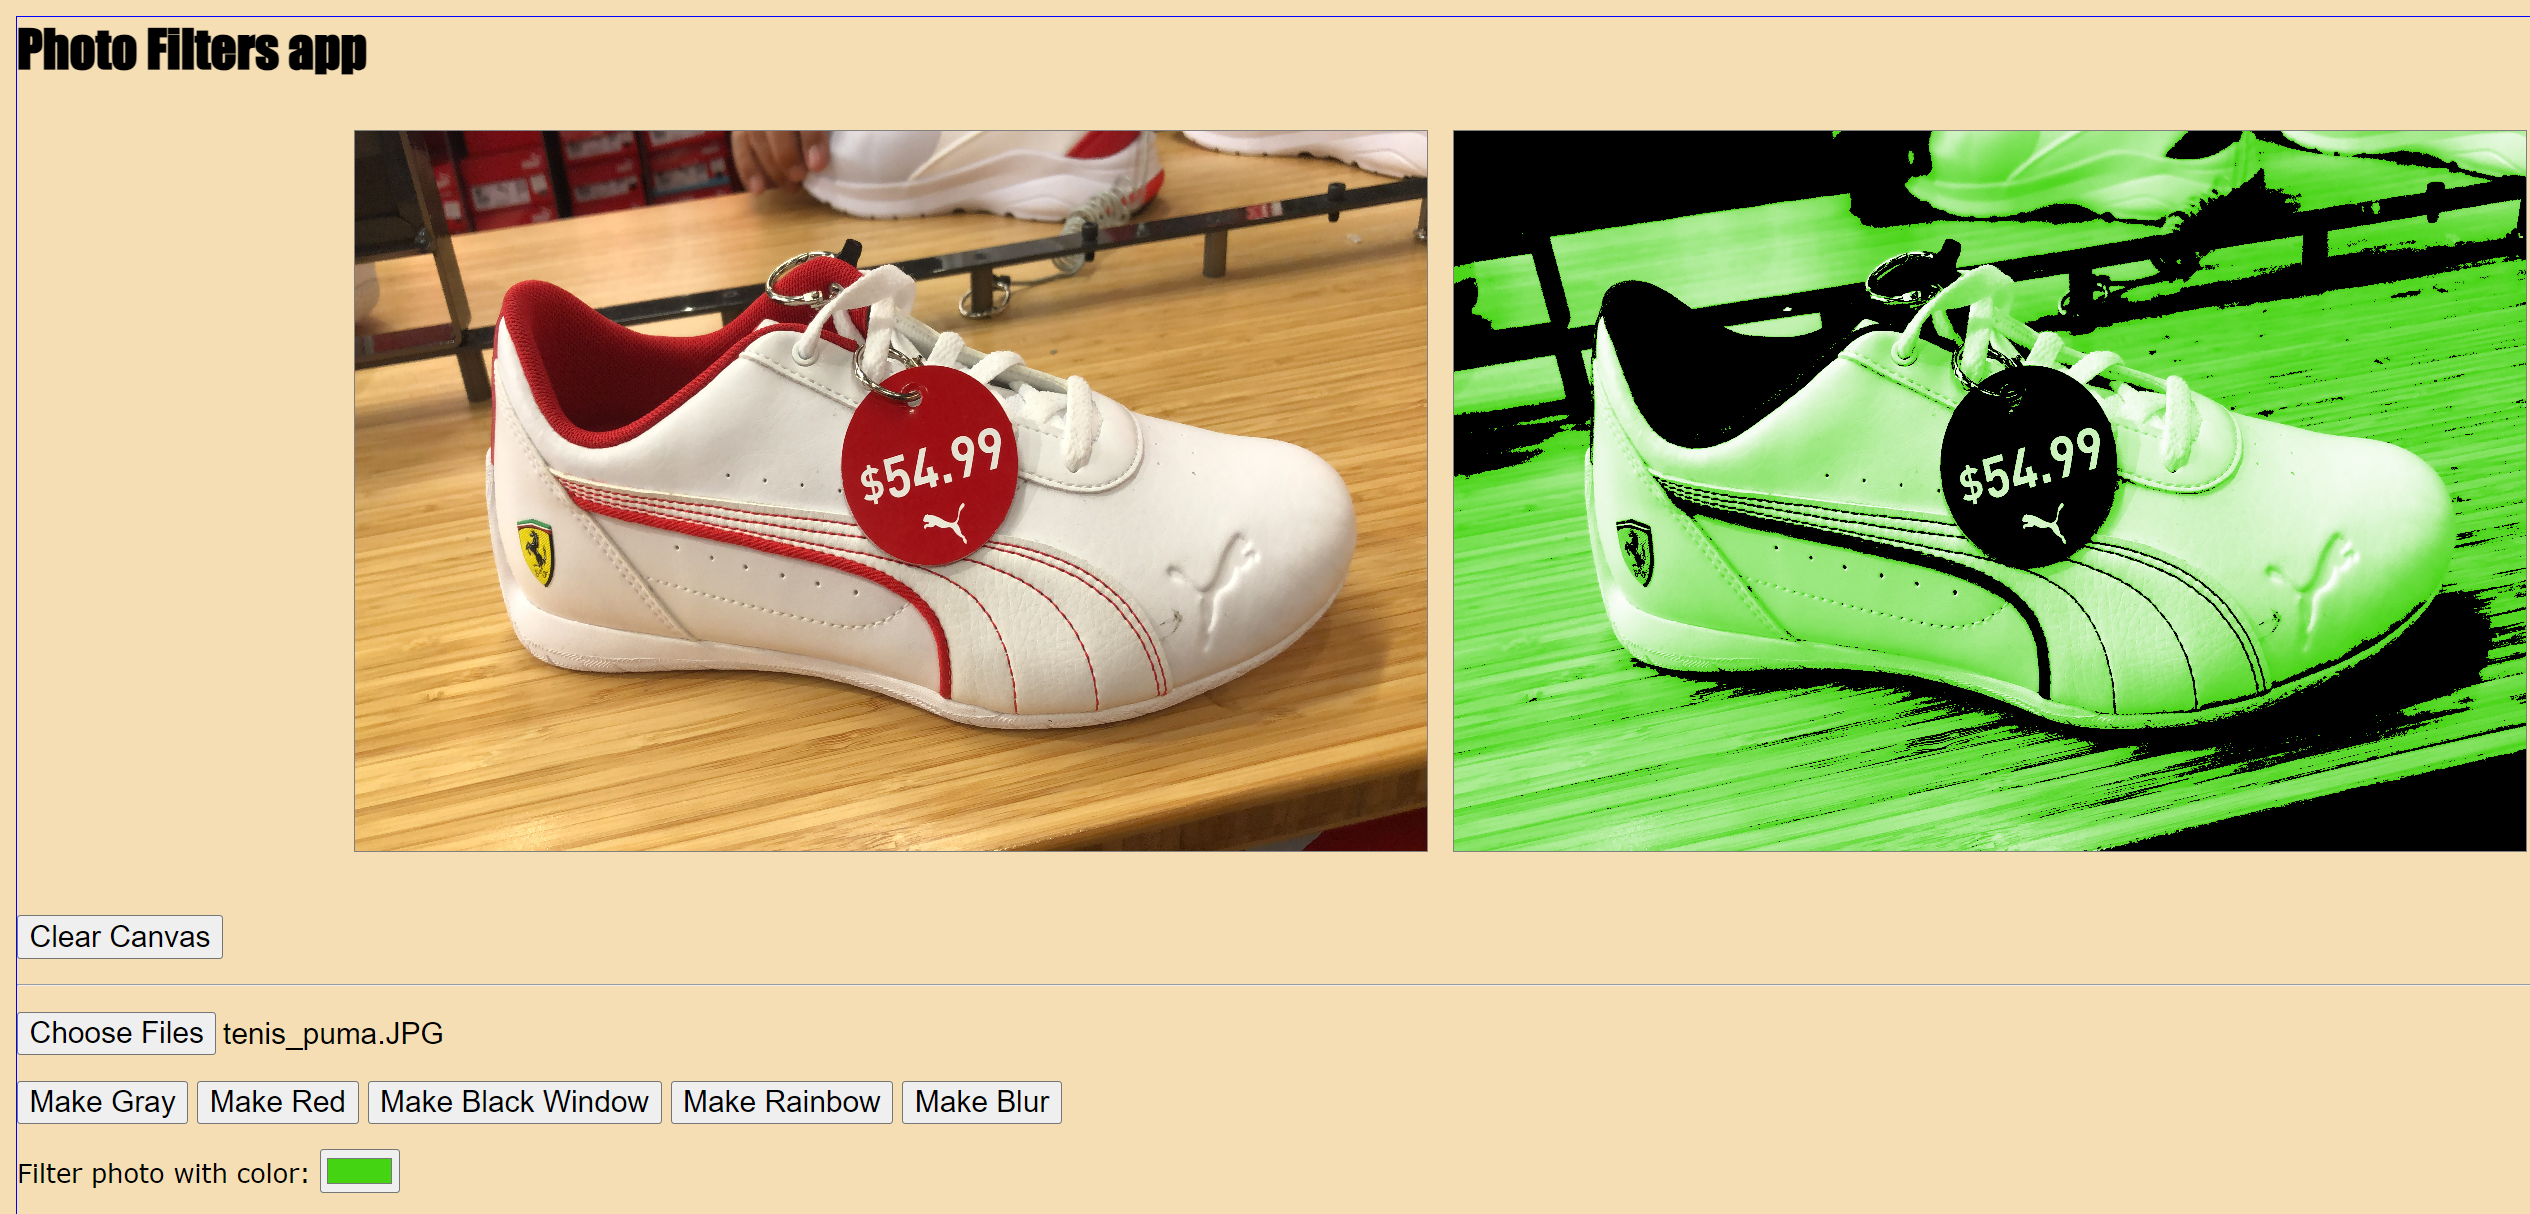 Photo Filters app
$54.99
$54.99
Clear Canvas
Choose Files tenis_puma.JPG
Make Gray Make Red Make Black Window Make Rainbow Make Blur
Filter photo with color: